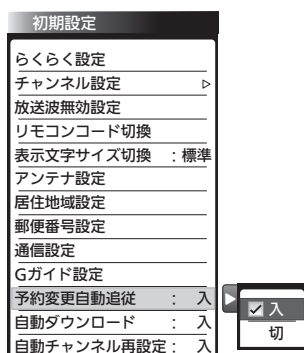 初期設定
らくらく設定
チャンネル設定 ▷
放送波無効設定
リモコンコード切換
表示文字サイズ切換 ：標準
アンテナ設定
居住地域設定
郵便番号設定
通信設定
Gガイド設定
予約変更自動追従 ： 入
自動ダウンロード ： 入
自動チャンネル再設定： 入
入
切